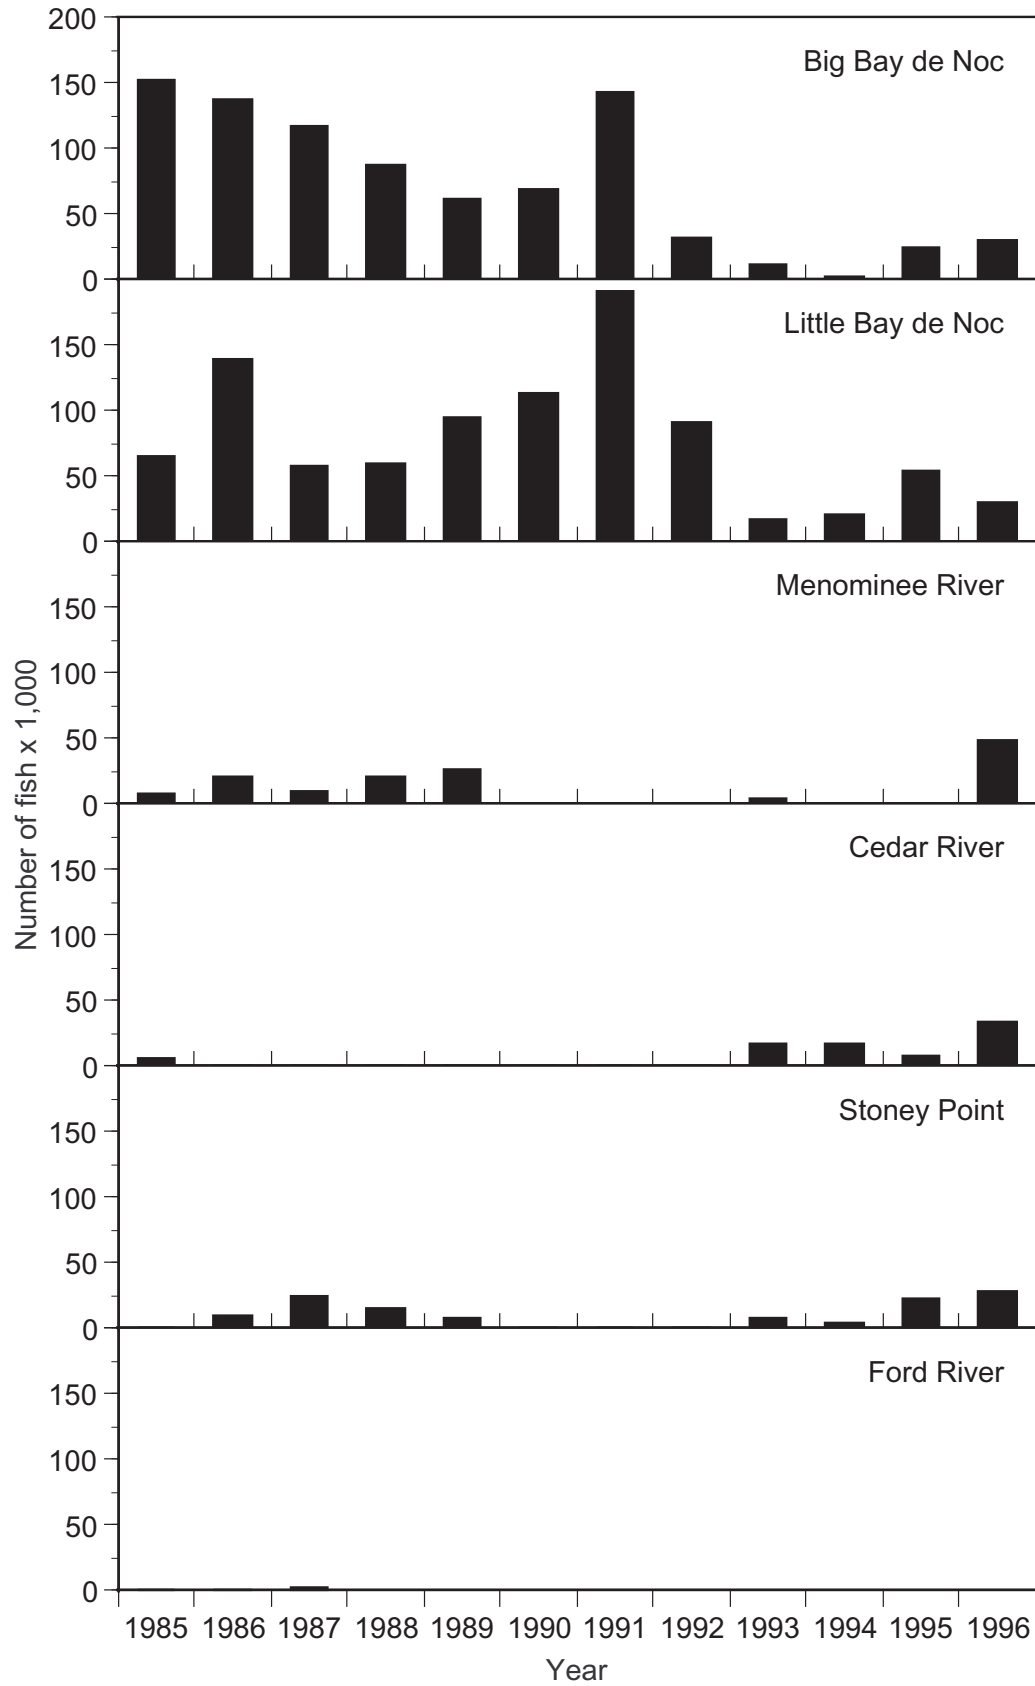 200
150
100
50
0
Big Bay de Noc
150
100
50
0
Little Bay de Noc
150
100
50
0
Menominee River
150
100
50
0
Cedar River
150
100
50
0
Stoney Point
150
100
50
0
Ford River
Number of fish x 1,000
1985 1986 1987 1988 1989 1990 1991 1992 1993 1994 1995 1996
Year